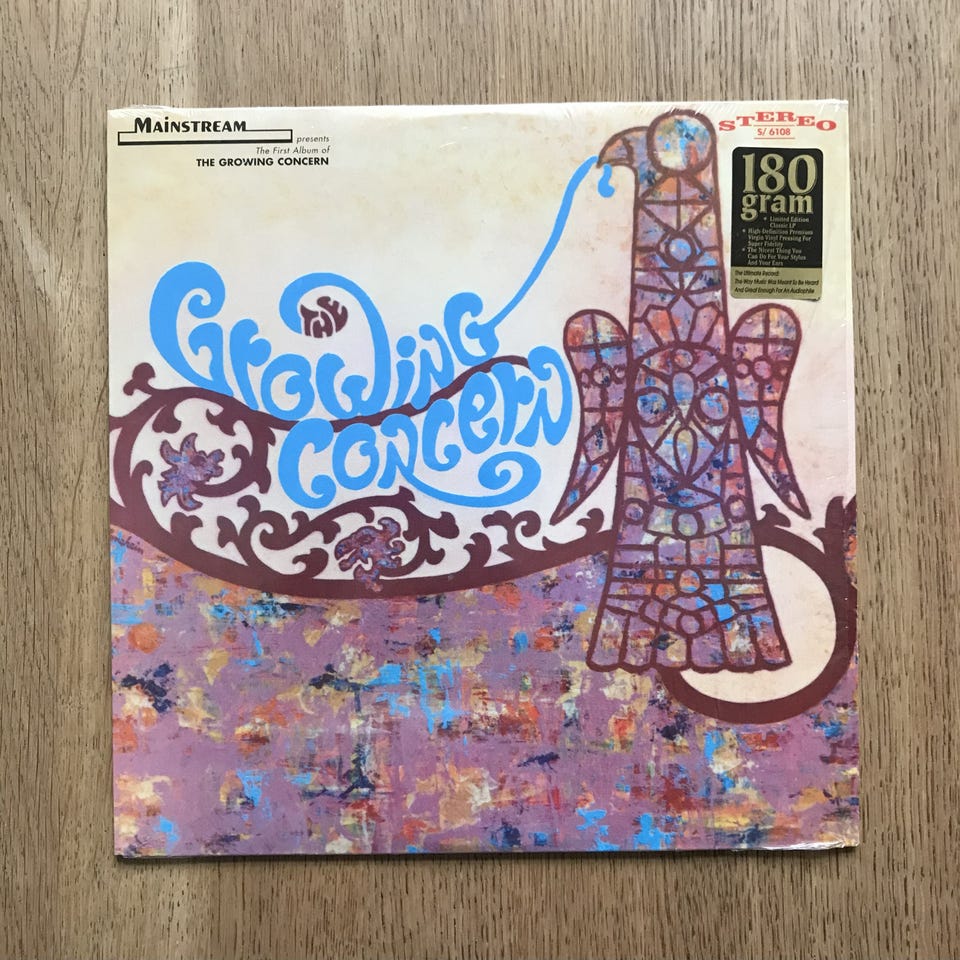 MAINSTREAM
presents
The First Album of
THE GROWING CONCERN
STEREO
S/ 6108
180
gram
• Limited Edition
Classic LP
• High-Definition Premium
Virgin Vinyl Pressing For
Super Fidelity
• The Nicest Thing You
Can Do For Your Stylus
And Your Ears
The Ultimate Record:
The Way Music Was Meant To Be Heard
And Great Enough For An Audiophile
THE
GrowinG
concern